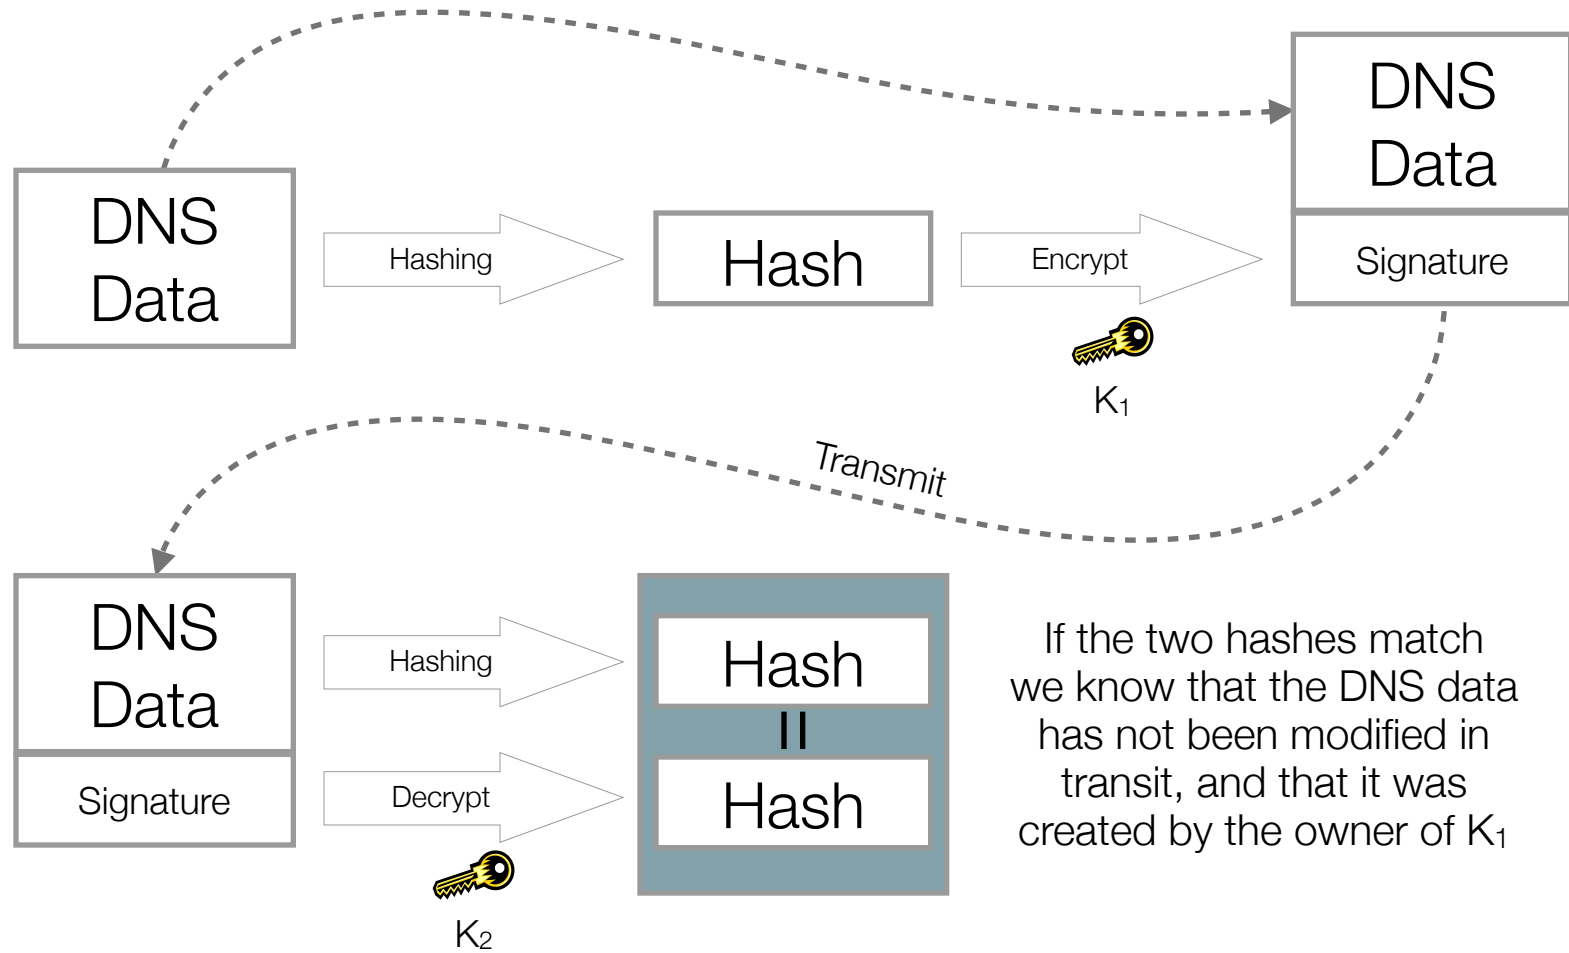 DNS
Data
Hashing
Hash
Encrypt
K₁
DNS
Data
Signature
Transmit
DNS
Data
Signature
Hashing
Decrypt
K₂
Hash
=
Hash
If the two hashes match
we know that the DNS data
has not been modified in
transit, and that it was
created by the owner of K₁